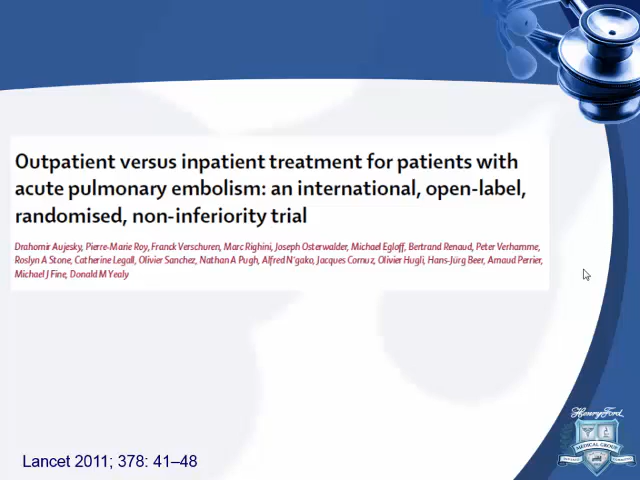 Outpatient versus inpatient treatment for patients with
acute pulmonary embolism: an international, open-label,
randomised, non-inferiority trial
Drahomir Aujesky, Pierre-Marie Roy, Franck Verschuren, Marc Righini, Joseph Osterwalder, Michael Egloff, Bertrand Renaud, Peter Verhamme,
Roslyn A Stone, Catherine Legall, Olivier Sanchez, Nathan A Pugh, Alfred N'gako, Jacques Cornuz, Olivier Hugli, Hans-Jürg Beer, Arnaud Perrier,
Michael J Fine, Donald M Yealy
Henry Ford
MEDICAL GROUP
Lancet 2011; 378: 41–48